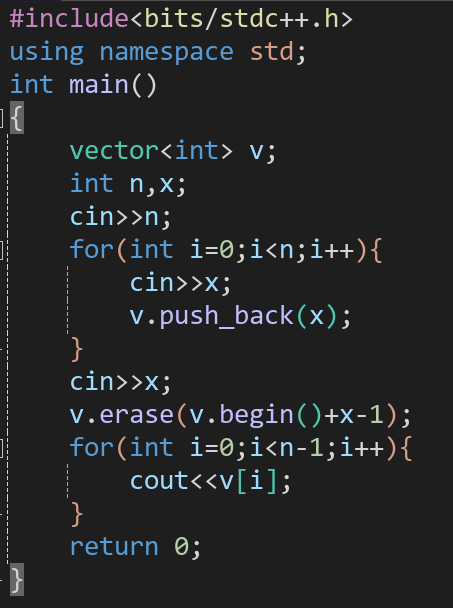 #include<bits/stdc++.h>
using namespace std;
int main()
{
    vector<int> v;
    int n,x;
    cin>>n;
    for(int i=0;i<n;i++){
        cin>>x;
        v.push_back(x);
    }
    cin>>x;
    v.erase(v.begin()+x-1);
    for(int i=0;i<n-1;i++){
        cout<<v[i];
    }
    return 0;
}